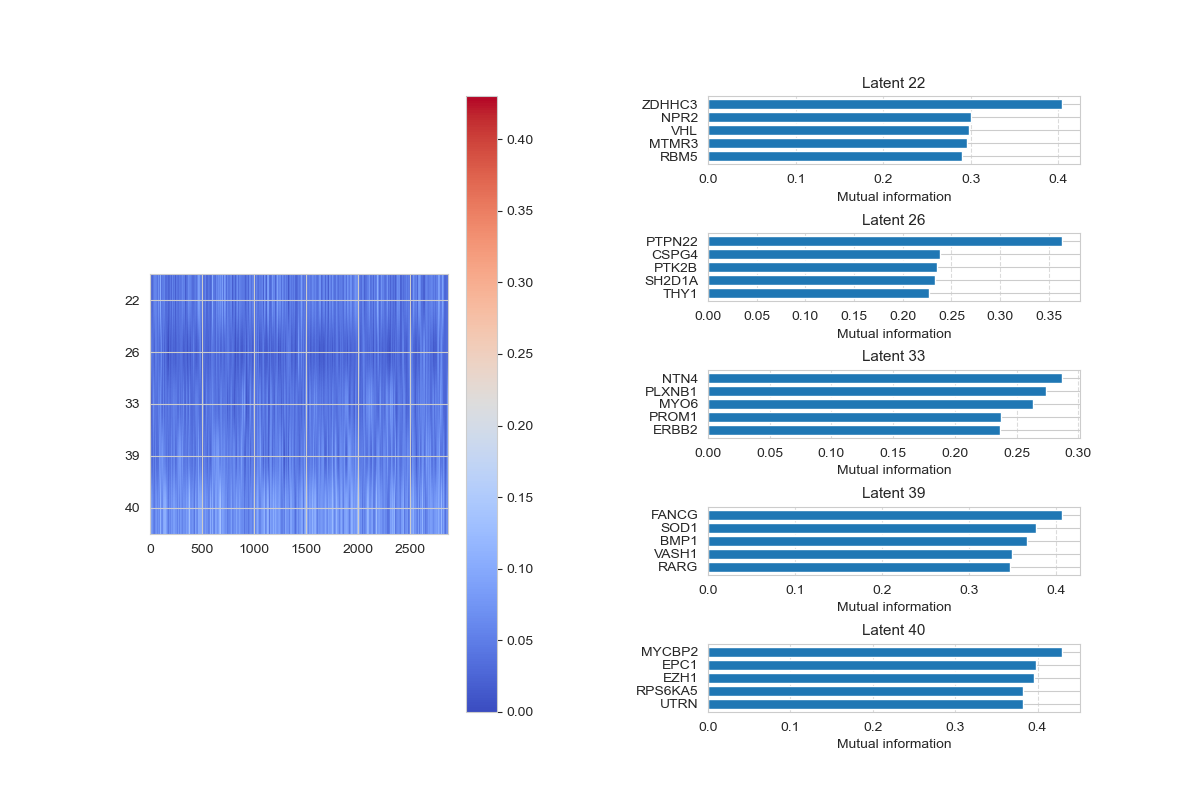 22
26
33
39
40
0 500 1000 1500 2000 2500
0.40
0.35
0.30
0.25
0.20
0.15
0.10
0.05
0.00
Latent 22
ZDHHC3
NPR2
VHL
MTMR3
RBM5
0.0 0.1 0.2 0.3 0.4
Mutual information
Latent 26
PTPN22
CSPG4
PTK2B
SH2D1A
THY1
0.00 0.05 0.10 0.15 0.20 0.25 0.30 0.35
Mutual information
Latent 33
NTN4
PLXNB1
MYO6
PROM1
ERBB2
0.00 0.05 0.10 0.15 0.20 0.25 0.30
Mutual information
Latent 39
FANCG
SOD1
BMP1
VASH1
RARG
0.0 0.1 0.2 0.3 0.4
Mutual information
Latent 40
MYCBP2
EPC1
EZH1
RPS6KA5
UTRN
0.0 0.1 0.2 0.3 0.4
Mutual information